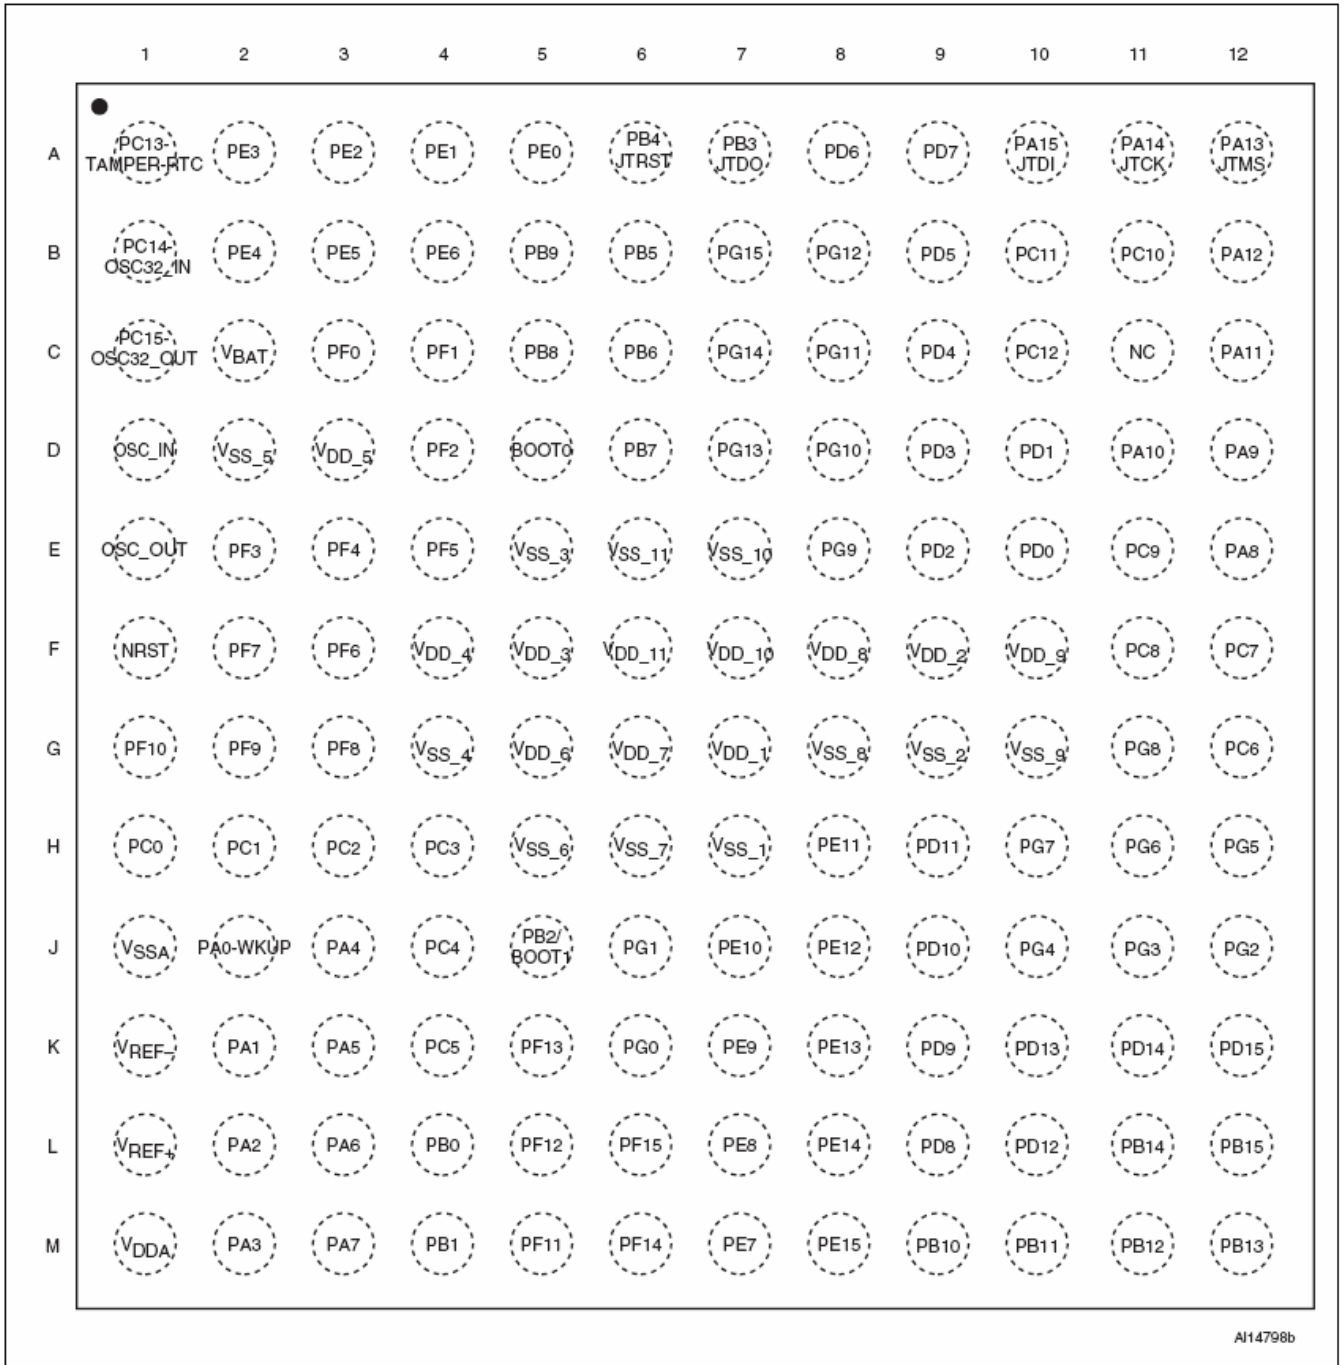 1 2 3 4 5 6 7 8 9 10 11 12
A PC13-TAMPER-RTC PE3 PE2 PE1 PE0 PB4 JTRST PB3 JTDO PD6 PD7 PA15 JTDI PA14 JTCK PA13 JTMS
B PC14-OSC32_IN PE4 PE5 PE6 PB9 PB5 PG15 PG12 PD5 PC11 PC10 PA12
C PC15-OSC32_OUT VBAT PF0 PF1 PB8 PB6 PG14 PG11 PD4 PC12 NC PA11
D OSC_IN VSS_5 VDD_5 PF2 BOOT0 PB7 PG13 PG10 PD3 PD1 PA10 PA9
E OSC_OUT PF3 PF4 PF5 VSS_3 VSS_11 VSS_10 PG9 PD2 PD0 PC9 PA8
F NRST PF7 PF6 VDD_4 VDD_3 VDD_11 VDD_10 VDD_8 VDD_2 VDD_9 PC8 PC7
G PF10 PF9 PF8 VSS_4 VDD_6 VDD_7 VDD_1 VSS_8 VSS_2 VSS_9 PG8 PC6
H PC0 PC1 PC2 PC3 VSS_6 VSS_7 VSS_1 PE11 PD11 PG7 PG6 PG5
J VSSA PA0-WKUP PA4 PC4 PB2/BOOT1 PG1 PE10 PE12 PD10 PG4 PG3 PG2
K VREF– PA1 PA5 PC5 PF13 PG0 PE9 PE13 PD9 PD13 PD14 PD15
L VREF+ PA2 PA6 PB0 PF12 PF15 PE8 PE14 PD8 PD12 PB14 PB15
M VDDA PA3 PA7 PB1 PF11 PF14 PE7 PE15 PB10 PB11 PB12 PB13
AI14798b